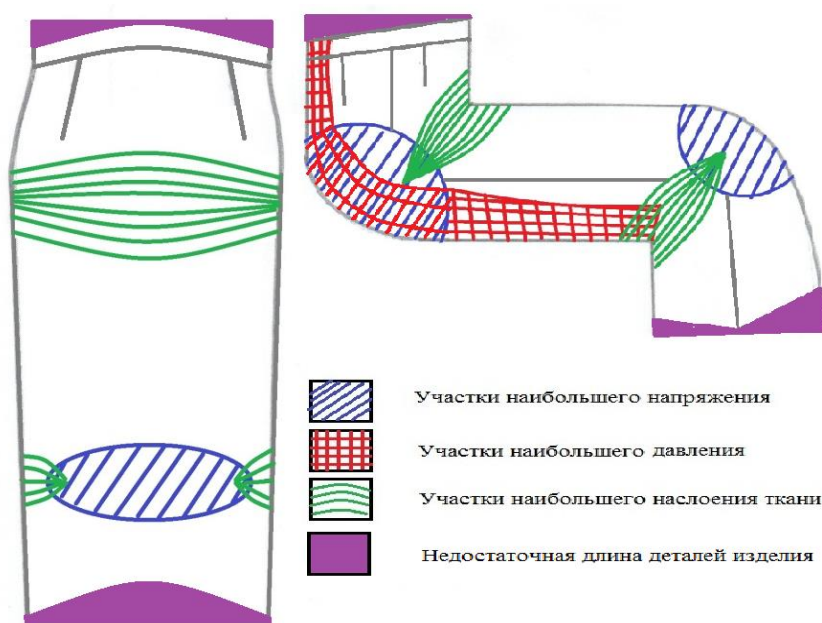 Участки наибольшего напряжения
Участки наибольшего давления
Участки наибольшего наслоения ткани
Недостаточная длина деталей изделия